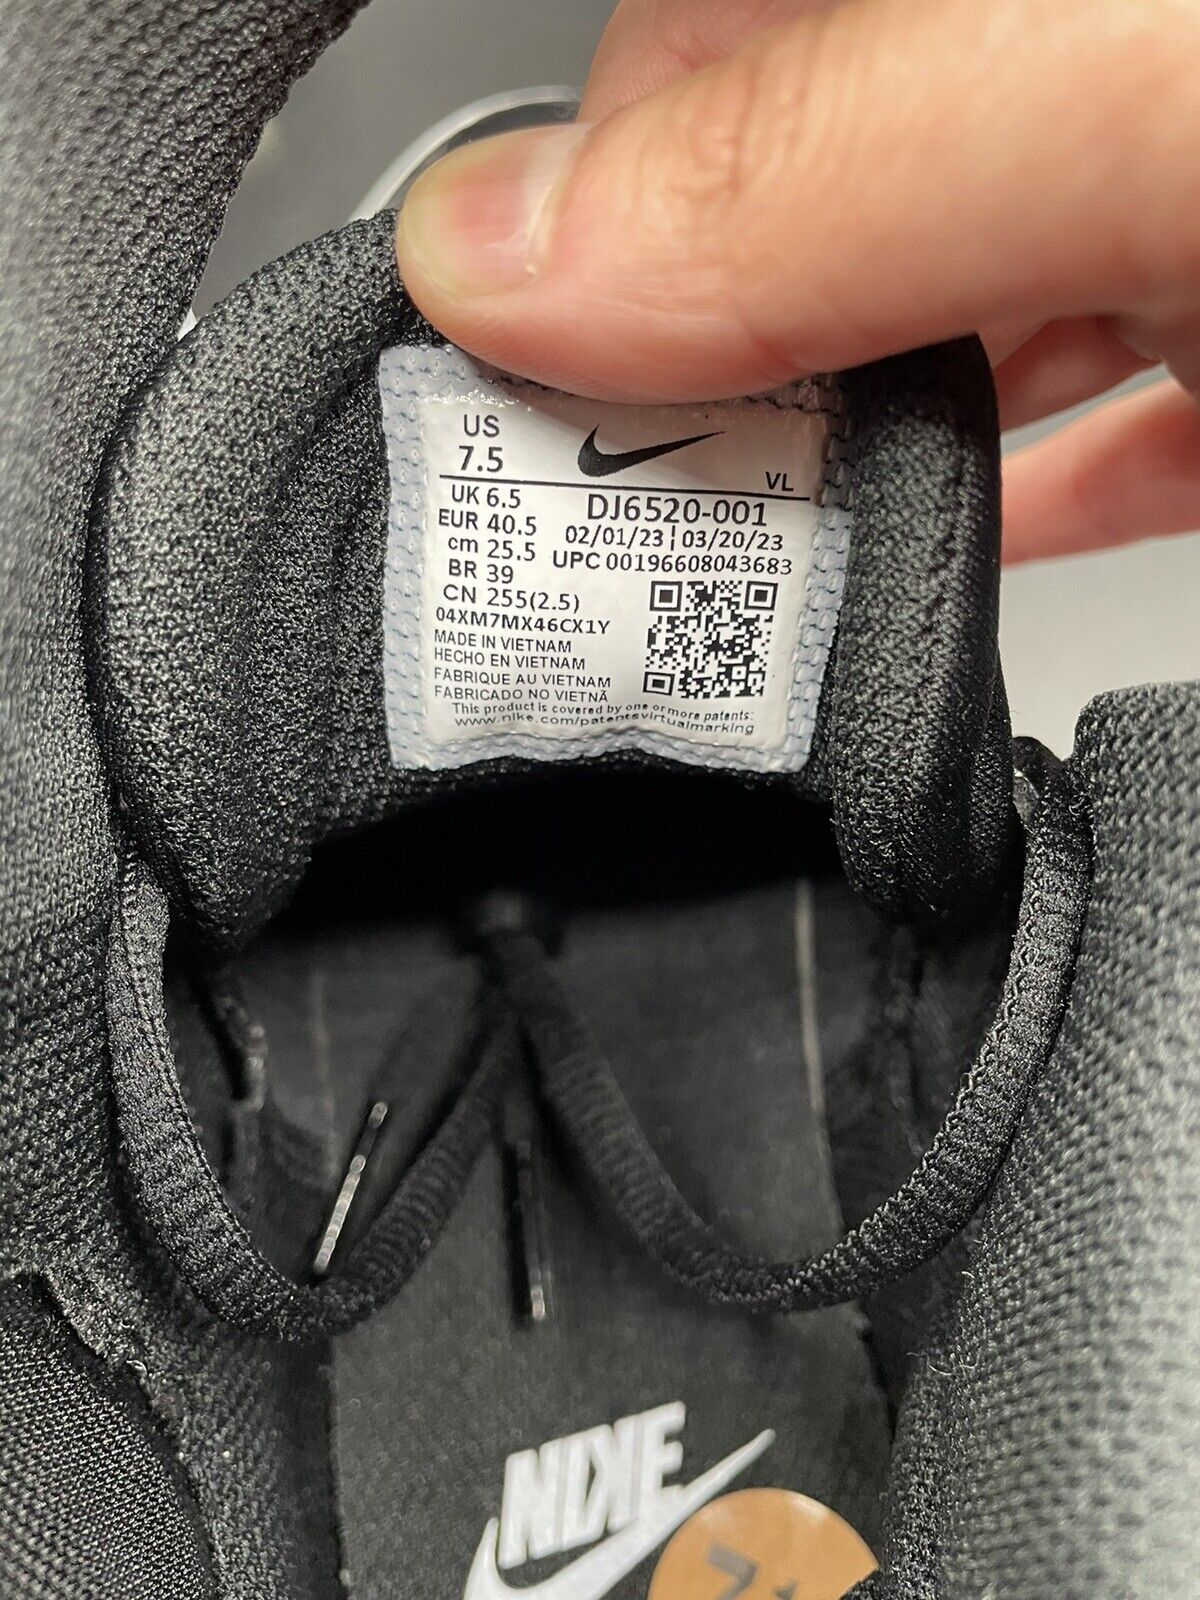 US
7.5
VL
UK 6.5
EUR 40.5
cm 25.5
BR 39
CN 255(2.5)
DJ6520-001
02/01/23 | 03/20/23
UPC 00196608043683
04XM7MX46CX1Y
MADE IN VIETNAM
HECHO EN VIETNAM
FABRIQUE AU VIETNAM
FABRICADO NO VIETNÃ
This product is covered by one or more patents:
www.nike.com/patentsvirtualmarking
NIKE